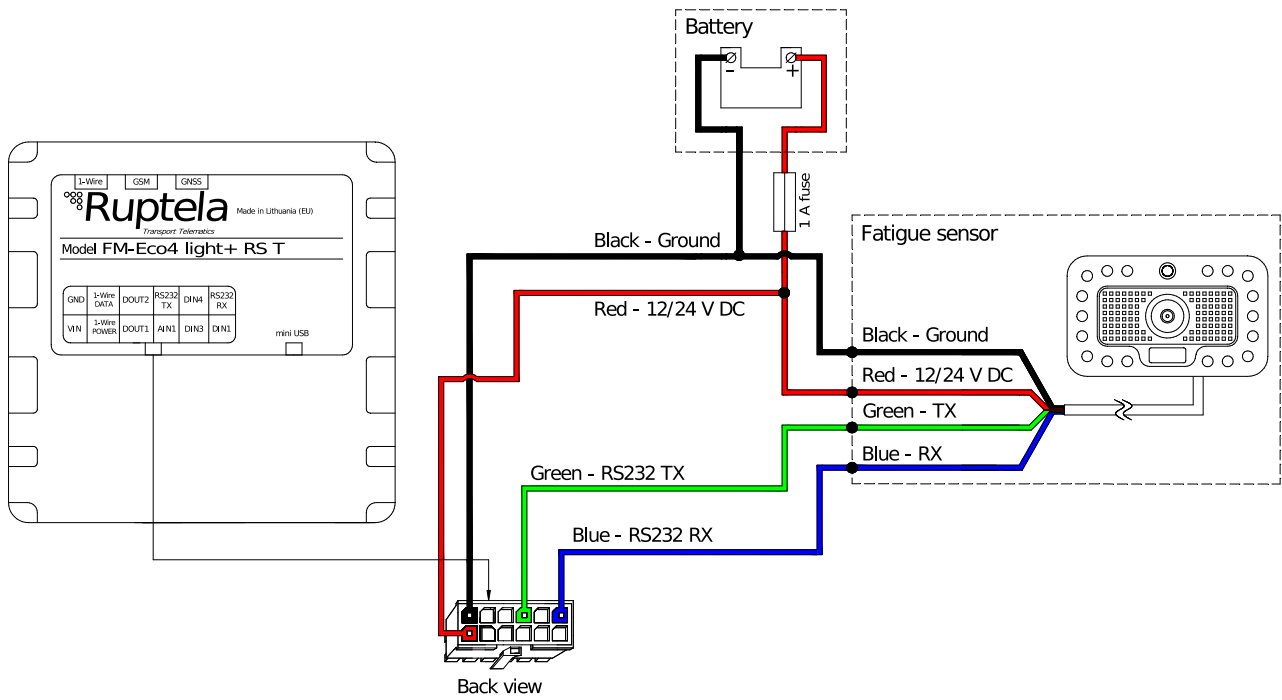 Battery
- +
1 A fuse
1-Wire GSM GNSS
Ruptela Made in Lithuania (EU)
Transport Telematics
Model FM-Eco4 light+ RS T
GND 1-Wire DATA DOUT2 RS232 TX DIN4 RS232 RX
VIN 1-Wire POWER DOUT1 AIN1 DIN3 DIN1
mini USB
Black - Ground
Red - 12/24 V DC
Fatigue sensor
Black - Ground
Red - 12/24 V DC
Green - TX
Blue - RX
Green - RS232 TX
Blue - RS232 RX
Back view